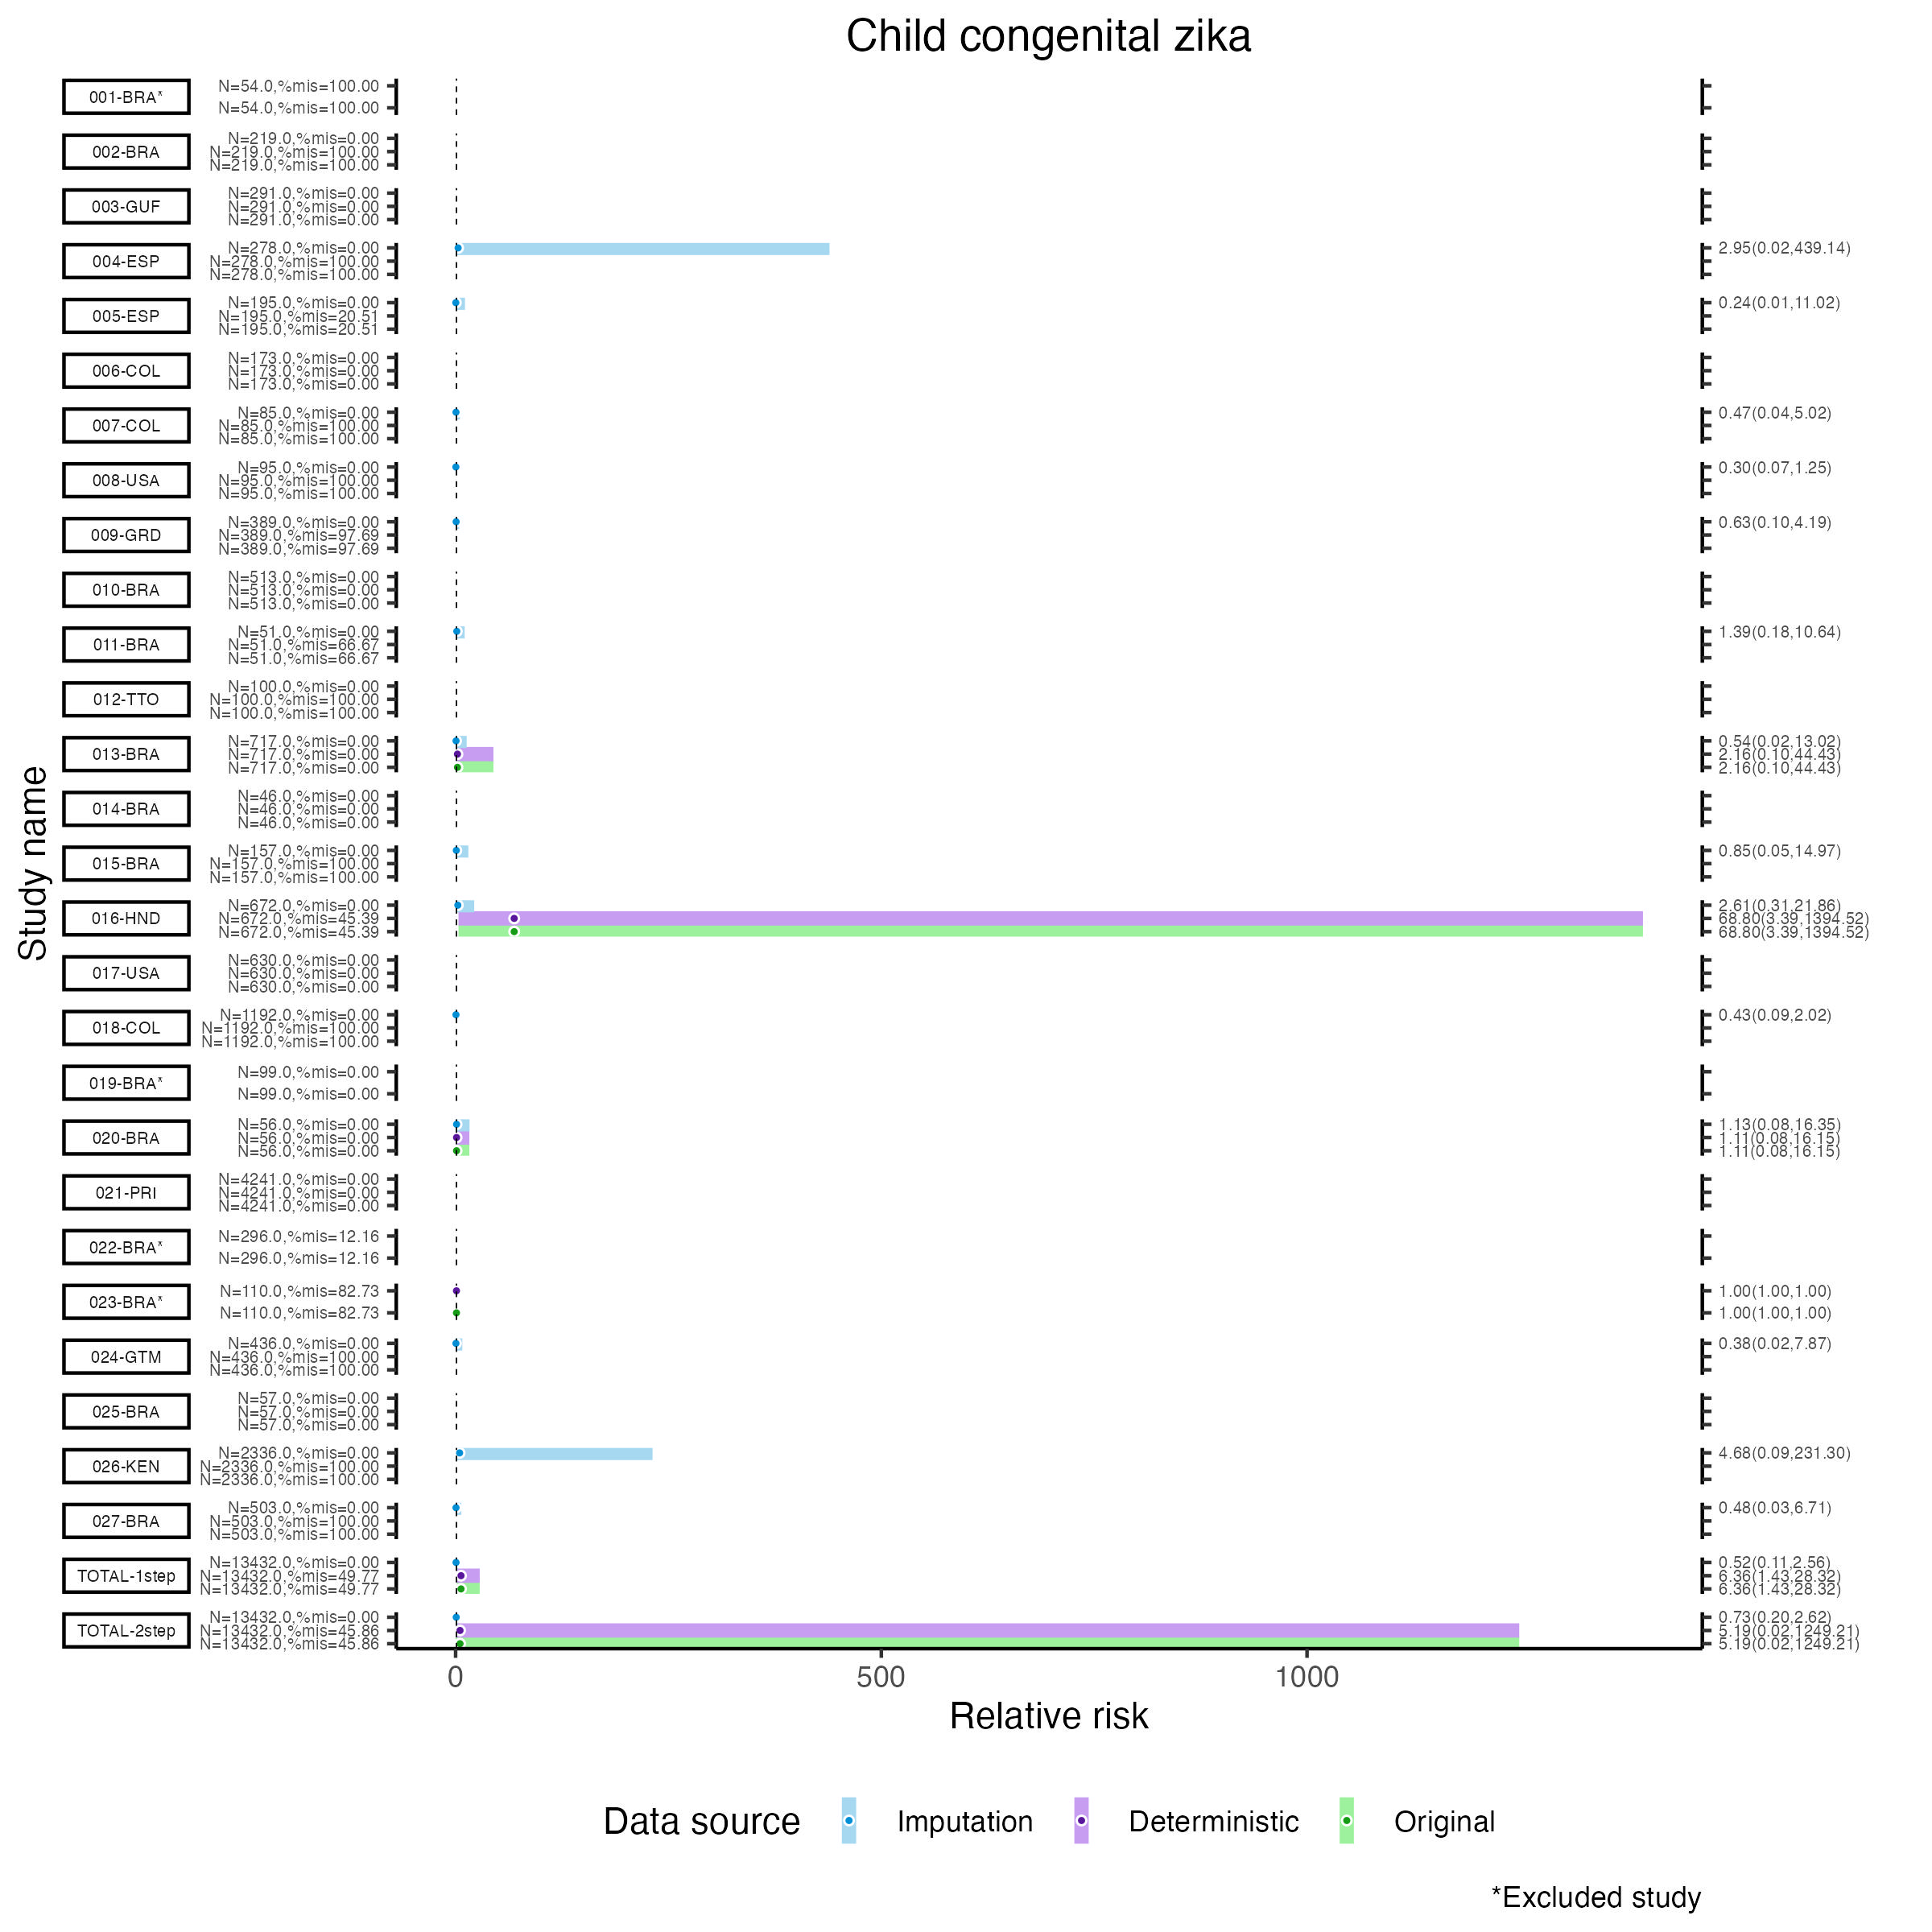 Child congenital zika
Study name
001-BRA*
N=54.0,%mis=100.00
N=54.0,%mis=100.00
002-BRA
N=219.0,%mis=0.00
N=219.0,%mis=100.00
N=219.0,%mis=100.00
003-GUF
N=291.0,%mis=0.00
N=291.0,%mis=0.00
N=291.0,%mis=0.00
004-ESP
N=278.0,%mis=0.00 2.95(0.02,439.14)
N=278.0,%mis=100.00
N=278.0,%mis=100.00
005-ESP
N=195.0,%mis=0.00 0.24(0.01,11.02)
N=195.0,%mis=20.51
N=195.0,%mis=20.51
006-COL
N=173.0,%mis=0.00
N=173.0,%mis=0.00
N=173.0,%mis=0.00
007-COL
N=85.0,%mis=0.00 0.47(0.04,5.02)
N=85.0,%mis=100.00
N=85.0,%mis=100.00
008-USA
N=95.0,%mis=0.00 0.30(0.07,1.25)
N=95.0,%mis=100.00
N=95.0,%mis=100.00
009-GRD
N=389.0,%mis=0.00 0.63(0.10,4.19)
N=389.0,%mis=97.69
N=389.0,%mis=97.69
010-BRA
N=513.0,%mis=0.00
N=513.0,%mis=0.00
N=513.0,%mis=0.00
011-BRA
N=51.0,%mis=0.00 1.39(0.18,10.64)
N=51.0,%mis=66.67
N=51.0,%mis=66.67
012-TTO
N=100.0,%mis=0.00
N=100.0,%mis=100.00
N=100.0,%mis=100.00
013-BRA
N=717.0,%mis=0.00 0.54(0.02,13.02)
N=717.0,%mis=0.00 2.16(0.10,44.43)
N=717.0,%mis=0.00 2.16(0.10,44.43)
014-BRA
N=46.0,%mis=0.00
N=46.0,%mis=0.00
N=46.0,%mis=0.00
015-BRA
N=157.0,%mis=0.00 0.85(0.05,14.97)
N=157.0,%mis=100.00
N=157.0,%mis=100.00
016-HND
N=672.0,%mis=0.00 2.61(0.31,21.86)
N=672.0,%mis=45.39 68.80(3.39,1394.52)
N=672.0,%mis=45.39 68.80(3.39,1394.52)
017-USA
N=630.0,%mis=0.00
N=630.0,%mis=0.00
N=630.0,%mis=0.00
018-COL
N=1192.0,%mis=0.00 0.43(0.09,2.02)
N=1192.0,%mis=100.00
N=1192.0,%mis=100.00
019-BRA*
N=99.0,%mis=0.00
N=99.0,%mis=0.00
020-BRA
N=56.0,%mis=0.00 1.13(0.08,16.35)
N=56.0,%mis=0.00 1.11(0.08,16.15)
N=56.0,%mis=0.00 1.11(0.08,16.15)
021-PRI
N=4241.0,%mis=0.00
N=4241.0,%mis=0.00
N=4241.0,%mis=0.00
022-BRA*
N=296.0,%mis=12.16
N=296.0,%mis=12.16
023-BRA*
N=110.0,%mis=82.73 1.00(1.00,1.00)
N=110.0,%mis=82.73 1.00(1.00,1.00)
024-GTM
N=436.0,%mis=0.00 0.38(0.02,7.87)
N=436.0,%mis=100.00
N=436.0,%mis=100.00
025-BRA
N=57.0,%mis=0.00
N=57.0,%mis=0.00
N=57.0,%mis=0.00
026-KEN
N=2336.0,%mis=0.00 4.68(0.09,231.30)
N=2336.0,%mis=100.00
N=2336.0,%mis=100.00
027-BRA
N=503.0,%mis=0.00 0.48(0.03,6.71)
N=503.0,%mis=100.00
N=503.0,%mis=100.00
TOTAL-1step
N=13432.0,%mis=0.00 0.52(0.11,2.56)
N=13432.0,%mis=49.77 6.36(1.43,28.32)
N=13432.0,%mis=49.77 6.36(1.43,28.32)
TOTAL-2step
N=13432.0,%mis=0.00 0.73(0.20,2.62)
N=13432.0,%mis=45.86 5.19(0.02,1249.21)
N=13432.0,%mis=45.86 5.19(0.02,1249.21)
0 500 1000
Relative risk
Data source Imputation Deterministic Original
*Excluded study